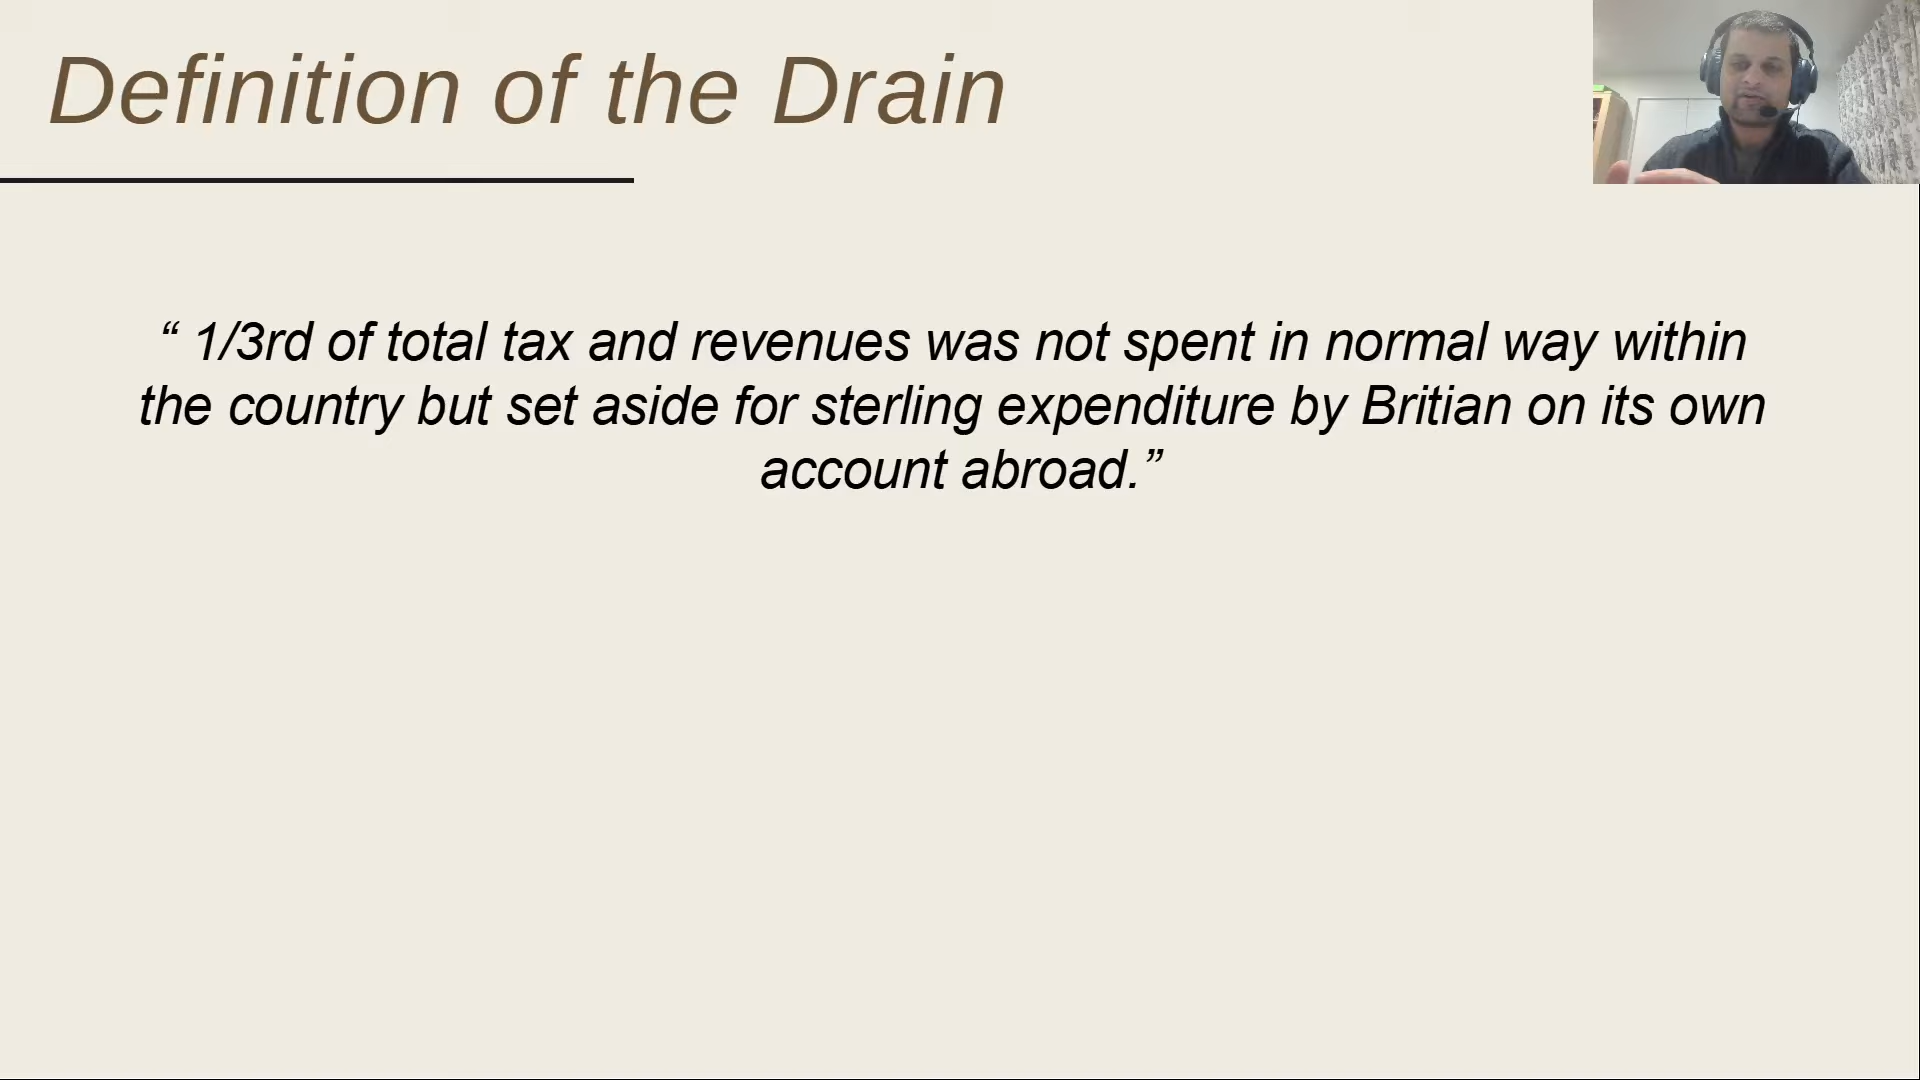 Definition of the Drain
“ 1/3rd of total tax and revenues was not spent in normal way within
the country but set aside for sterling expenditure by Britian on its own
account abroad.”